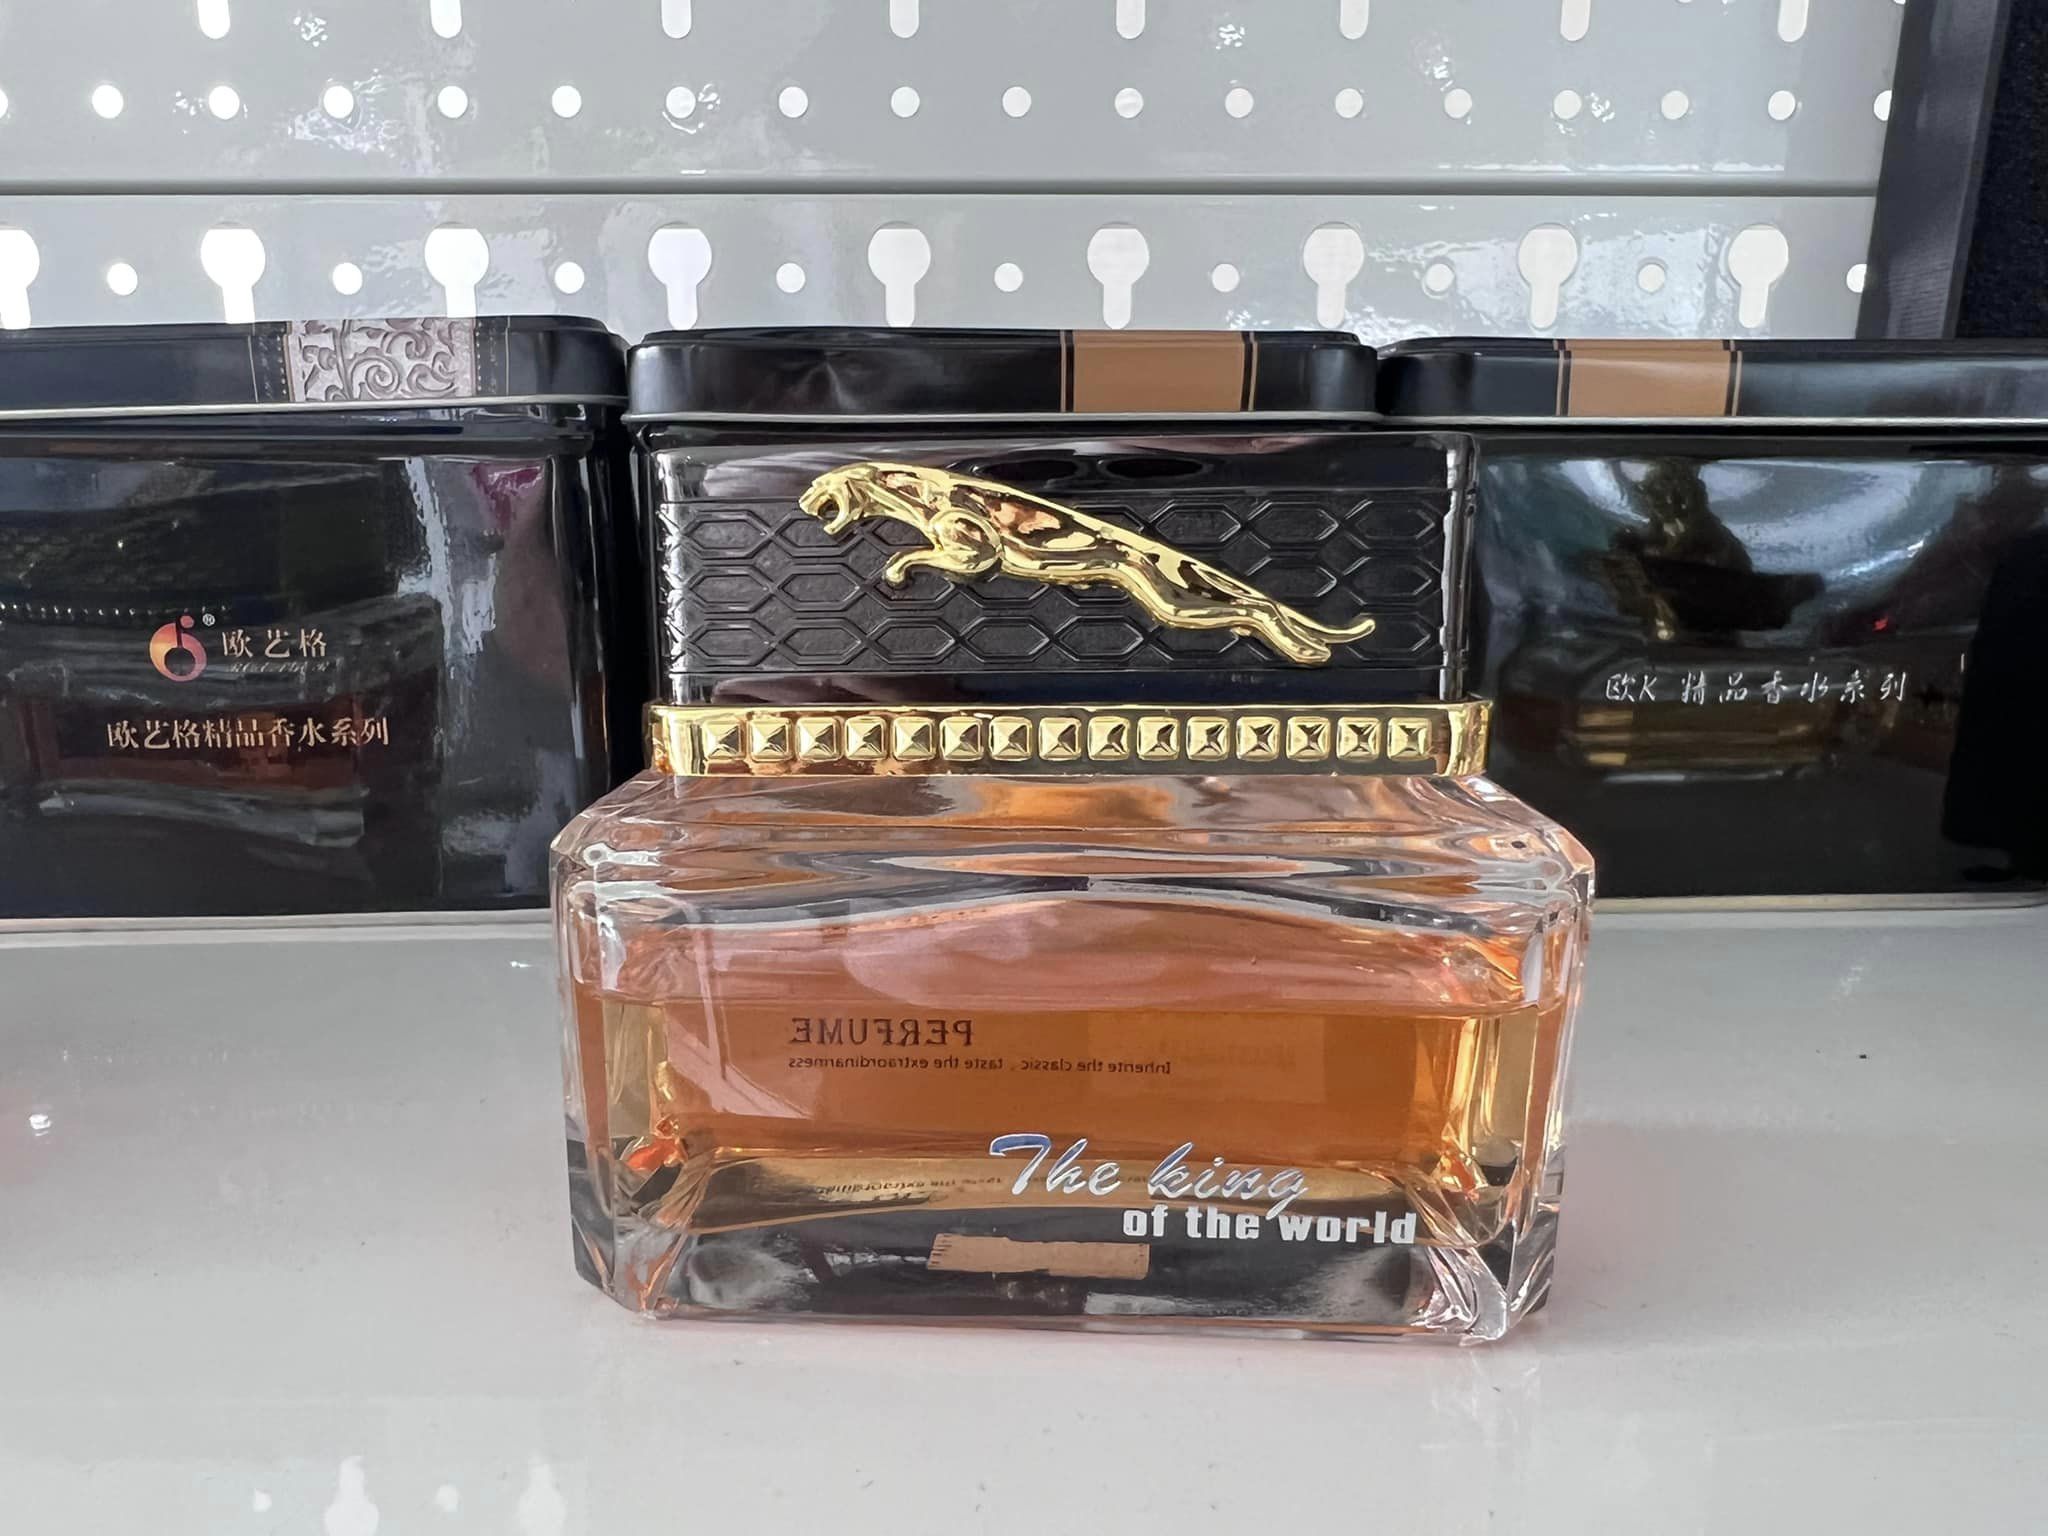 ® 欧艺格
欧艺格精品香水系列
欧K 精品香水系列
PERFUME
Inherite the classic , taste the extraordinariness
The king
of the world